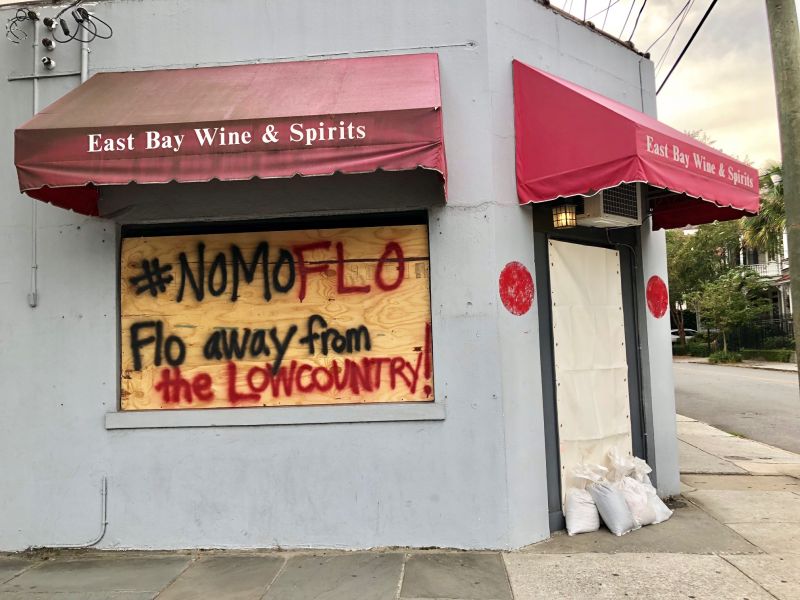 East Bay Wine & Spirits
East Bay Wine & Spirits
#NoMoFLO
Flo away from
the LOWCOUNTRY!